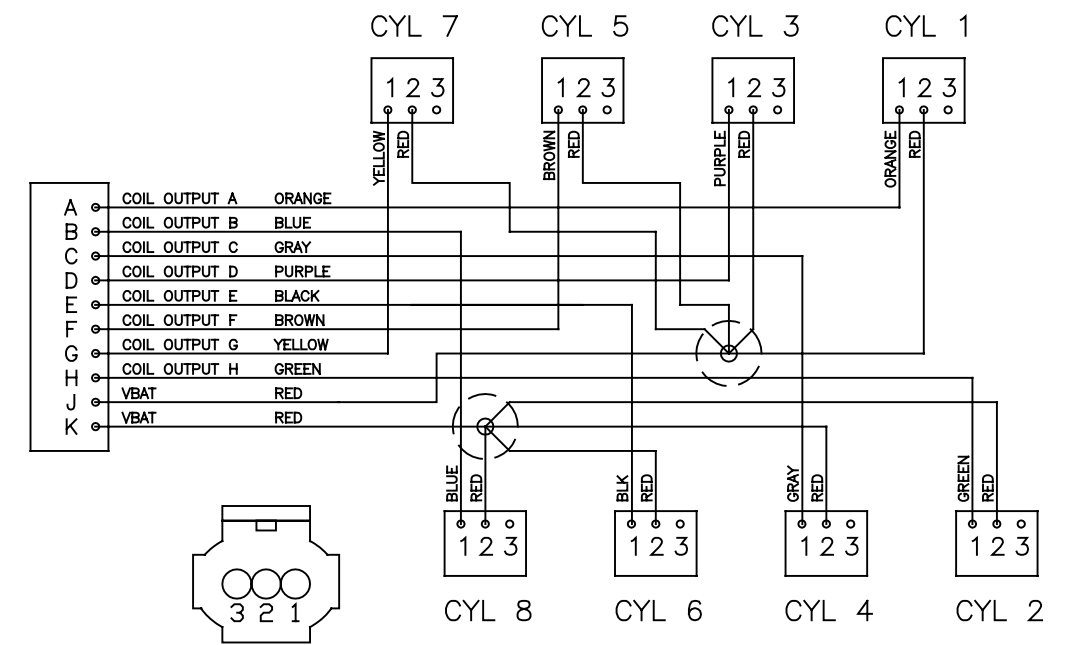 CYL 7 CYL 5 CYL 3 CYL 1
1 2 3 1 2 3 1 2 3 1 2 3
YELLOW RED BROWN RED PURPLE RED ORANGE RED
A COIL OUTPUT A ORANGE
B COIL OUTPUT B BLUE
C COIL OUTPUT C GRAY
D COIL OUTPUT D PURPLE
E COIL OUTPUT E BLACK
F COIL OUTPUT F BROWN
G COIL OUTPUT G YELLOW
H COIL OUTPUT H GREEN
J VBAT RED
K VBAT RED
BLUE RED BLK RED GRAY RED GREEN RED
1 2 3 1 2 3 1 2 3 1 2 3
CYL 8 CYL 6 CYL 4 CYL 2
3 2 1